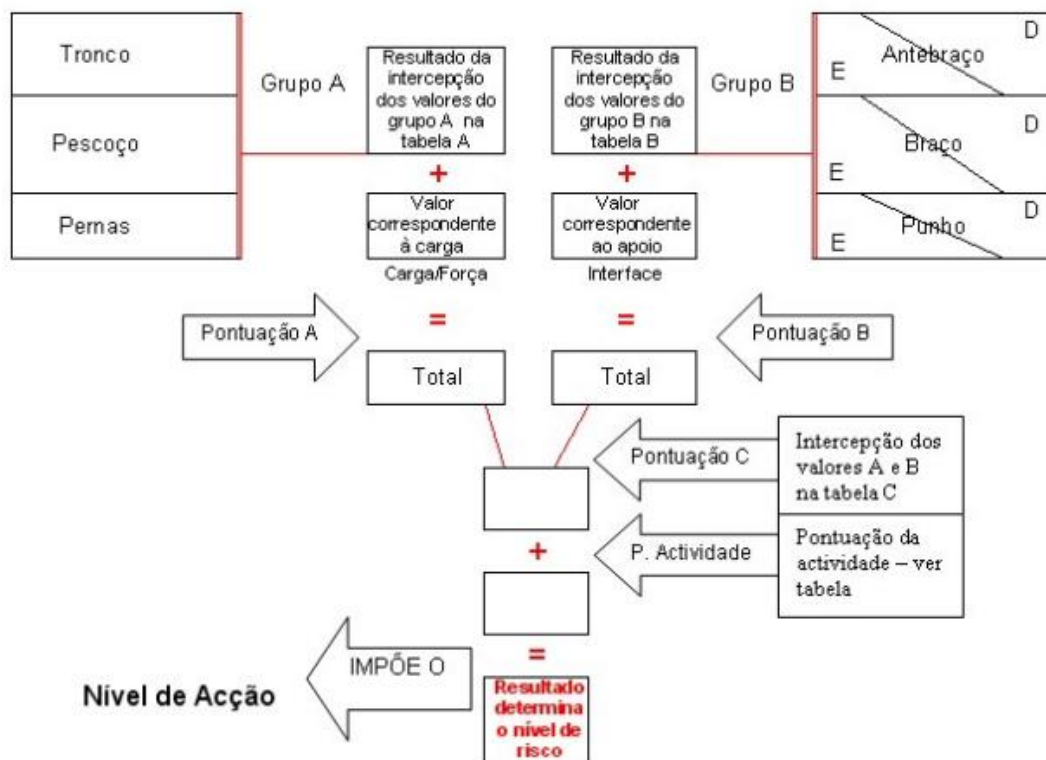 Tronco
Pescoço
Pernas
Grupo A
Resultado da
intercepção
dos valores do
grupo A na
tabela A
+
Valor
correspondente
à carga
Carga/Força
=
Pontuação A
Total
Resultado da
intercepção
dos valores do
grupo B na
tabela B
+
Valor
correspondente
ao apoio
Interface
=
Pontuação B
Total
Grupo B
D
Antebraço
E
D
Braço
E
D
Punho
E
Pontuação C
Intercepção dos
valores A e B
na tabela C
+
P. Actividade
Pontuação da
actividade – ver
tabela
=
IMPÕE O
Nível de Acção
Resultado
determina
o nível de
risco